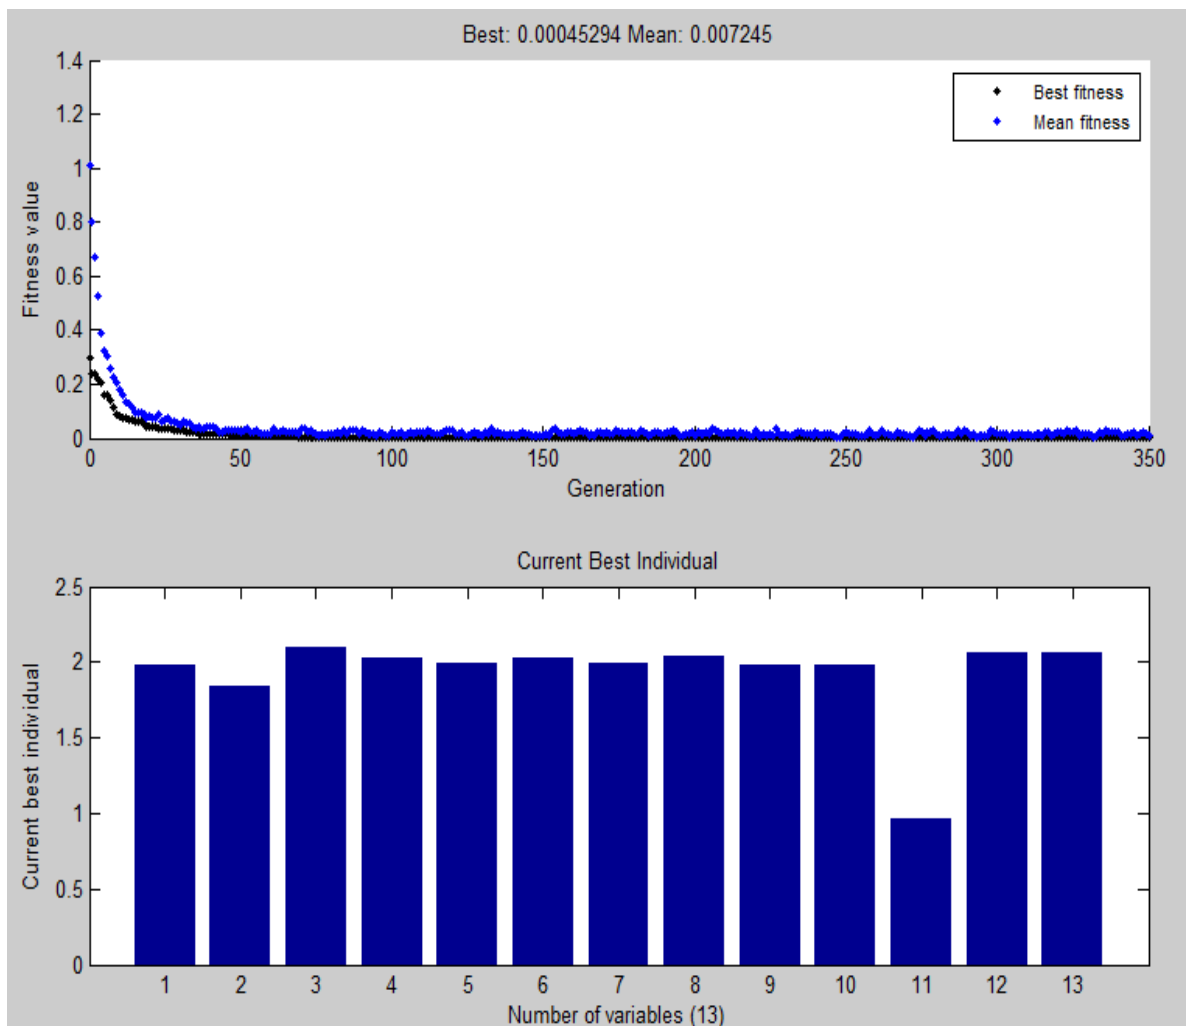 Best: 0.00045294 Mean: 0.007245
1.4
1.2
1
0.8
0.6
0.4
0.2
0
Fitness value
Best fitness
Mean fitness
0 50 100 150 200 250 300 350
Generation
Current Best Individual
2.5
2
1.5
1
0.5
0
Current best individual
1 2 3 4 5 6 7 8 9 10 11 12 13
Number of variables (13)